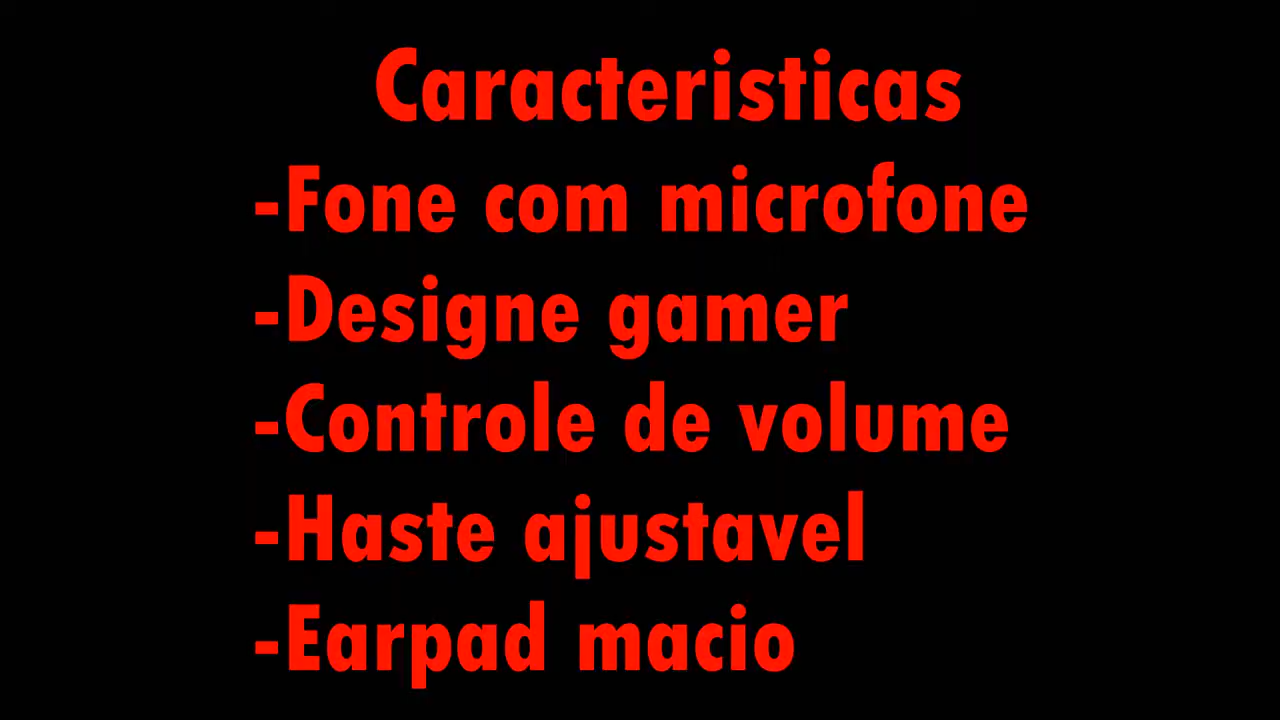 Caracteristicas
-Fone com microfone
-Designe gamer
-Controle de volume
-Haste ajustavel
-Earpad macio